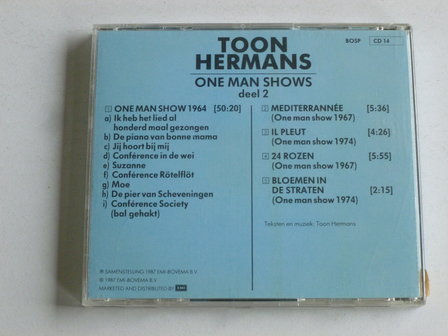 TOON
HERMANS
BOSP CD 14
ONE MAN SHOWS
deel 2
1 ONE MAN SHOW 1964 [50:20]
a) Ik heb het lied al
honderd maal gezongen
b) De piano van bonne mama
c) Jij hoort bij mij
d) Conférence in de wei
e) Suzanne
f) Conférence Rötelflöt
g) Moe
h) De pier van Scheveningen
i) Conférence Society
(bal gehakt)
2 MEDITERRANNÉE [5:36]
(One man show 1967)
3 IL PLEUT [4:26]
(One man show 1974)
4 24 ROZEN [5:55]
(One man show 1967)
5 BLOEMEN IN
DE STRATEN [2:15]
(One man show 1974)
Teksten en muziek: Toon Hermans
℗ SAMENSTELLING 1987 EMI-BOVEMA B.V.
© 1987 EMI-BOVEMA B.V.
MARKETED AND DISTRIBUTED BY EMI